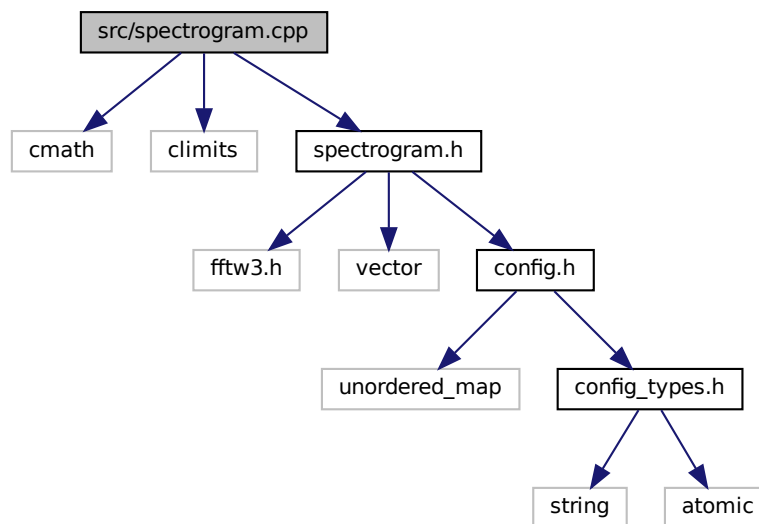 src/spectrogram.cpp
cmath
climits
spectrogram.h
fftw3.h
vector
config.h
unordered_map
config_types.h
string
atomic